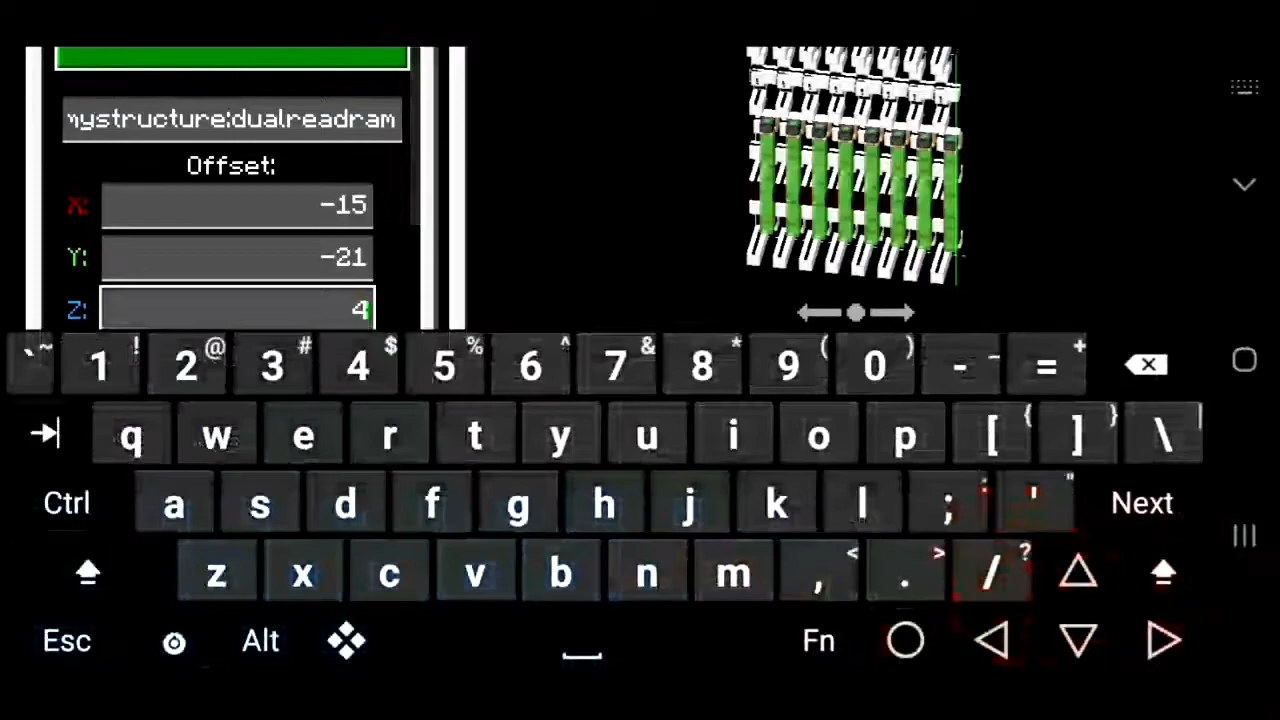 mystructure:dualreadram
Offset:
X: -15
Y: -21
Z: 4
` ~ 1 ! 2 @ 3 # 4 $ 5 % 6 ^ 7 & 8 * 9 ( 0 ) - _ = +
q w e r t y u i o p [ { ] } \ |
Ctrl a s d f g h j k l ; : ' " Next
z x c v b n m , < . > / ?
Esc Alt Fn